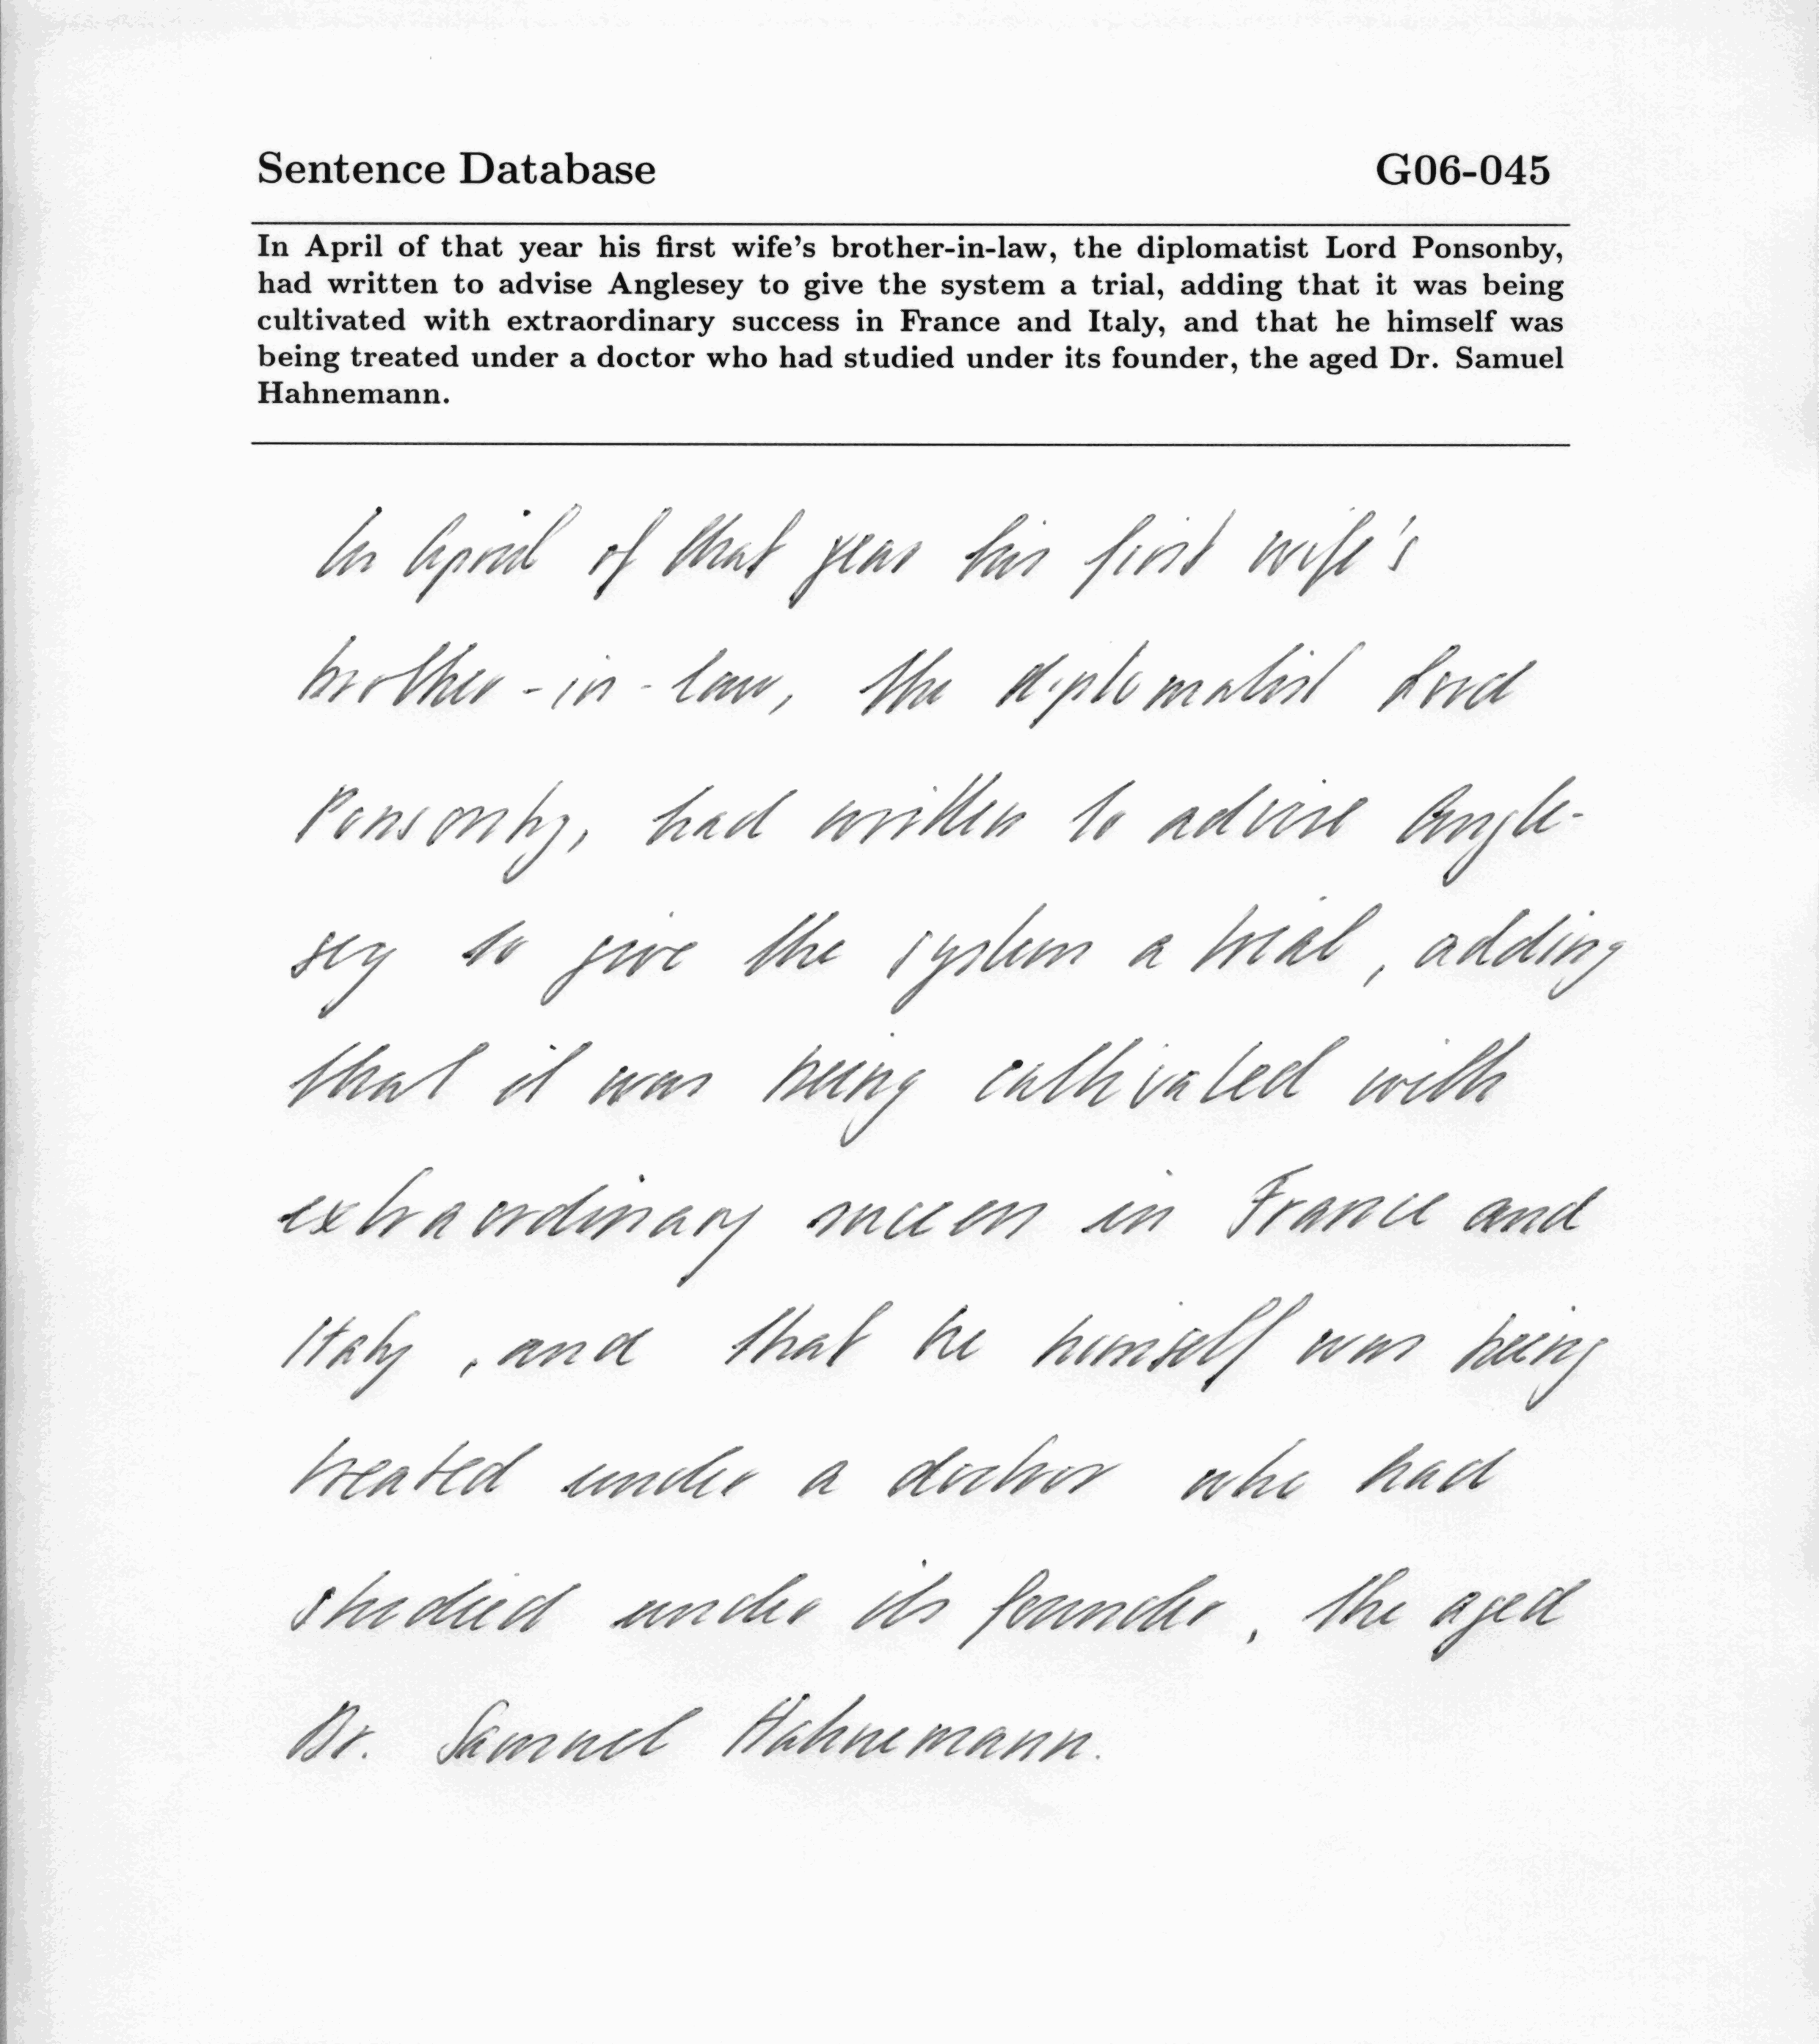 Sentence Database G06-045
In April of that year his first wife's brother-in-law, the diplomatist Lord Ponsonby,
had written to advise Anglesey to give the system a trial, adding that it was being
cultivated with extraordinary success in France and Italy, and that he himself was
being treated under a doctor who had studied under its founder, the aged Dr. Samuel
Hahnemann.
In April of that year his first wife's
brother-in-law, the diplomatist Lord
Ponsonby, had written to advise Angle-
sey to give the system a trial, adding
that it was being cultivated with
extraordinary success in France and
Italy, and that he himself was being
treated under a doctor who had
studied under its founder, the aged
Dr. Samuel Hahnemann.